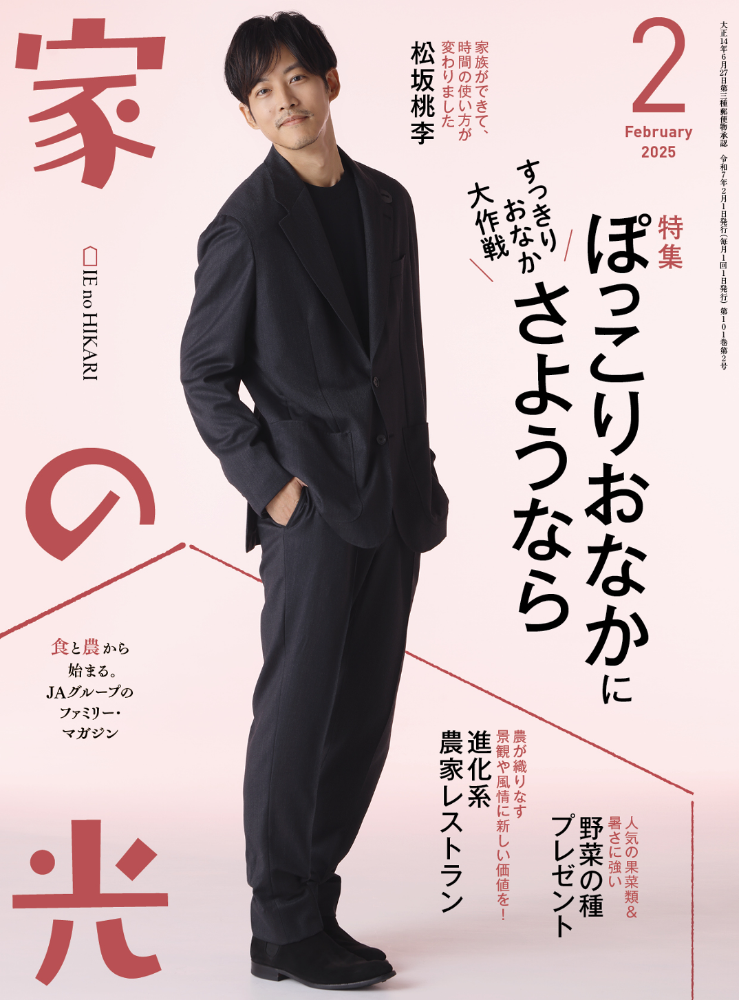 家の光
IE no HIKARI
2
February
2025
大正14年6月27日第三種郵便物承認　令和7年2月1日発行(毎月1回1日発行)　第101巻第2号
家族ができて、
時間の使い方が
変わりました
松坂桃李
特集
すっきり
おなか
大作戦
ぽっこりおなかに
さようなら
食と農から
始まる。
JAグループの
ファミリー・
マガジン
農が織りなす
景観や風情に新しい価値を！
進化系
農家レストラン
人気の果菜類＆
暑さに強い
野菜の種
プレゼント